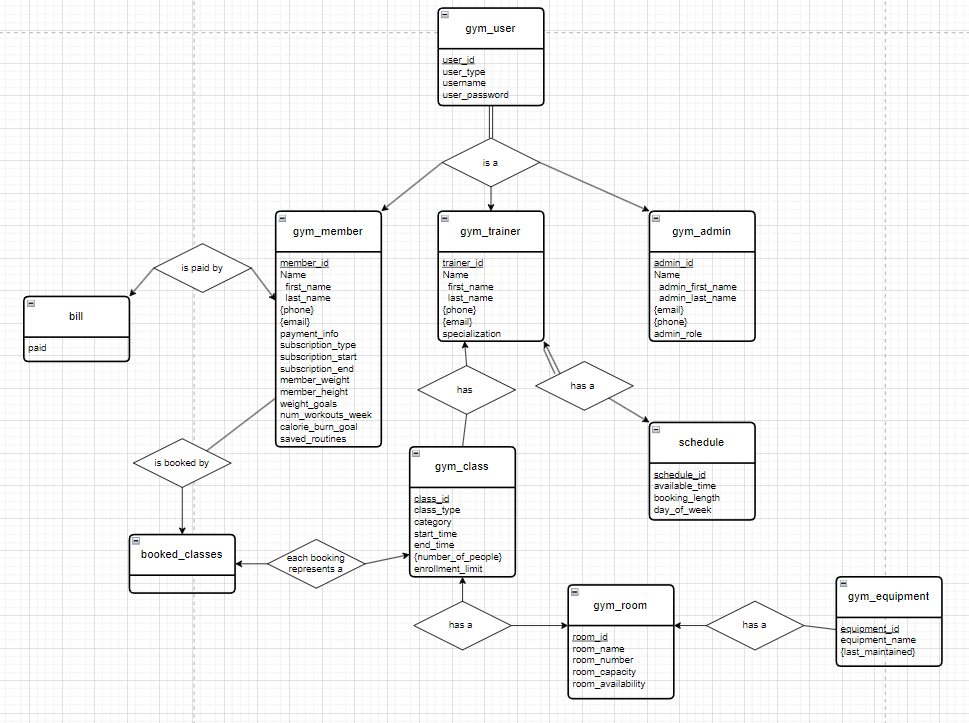 gym_user
user_id
user_type
username
user_password
is a
gym_member
member_id
Name
first_name
last_name
{phone}
{email}
payment_info
subscription_type
subscription_start
subscription_end
member_weight
member_height
weight_goals
num_workouts_week
calorie_burn_goal
saved_routines
gym_trainer
trainer_id
Name
first_name
last_name
{phone}
{email}
specialization
gym_admin
admin_id
Name
admin_first_name
admin_last_name
{email}
{phone}
admin_role
is paid by
bill
paid
has
has a
schedule
schedule_id
available_time
booking_length
day_of_week
is booked by
gym_class
class_id
class_type
category
start_time
end_time
{number_of_people}
enrollment_limit
booked_classes
each booking
represents a
has a
gym_room
room_id
room_name
room_number
room_capacity
room_availability
has a
gym_equipment
equipment_id
equipment_name
{last_maintained}